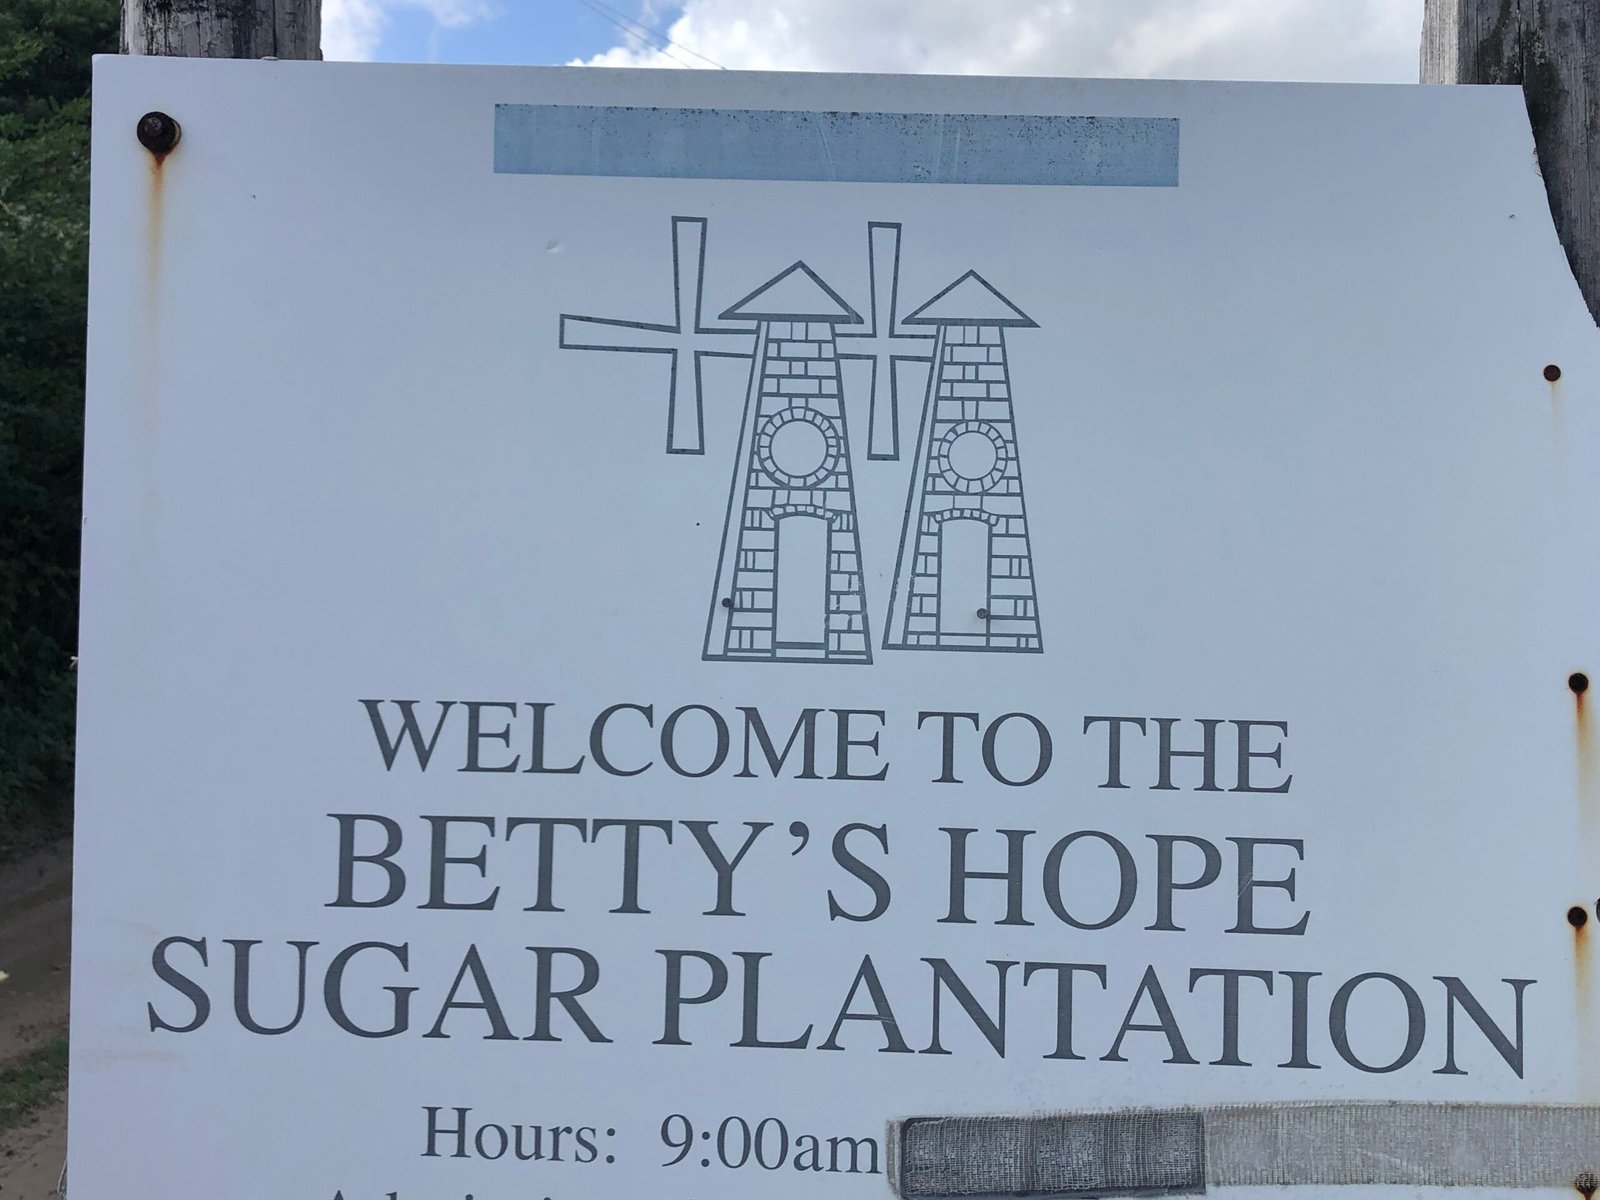 WELCOME TO THE
BETTY'S HOPE
SUGAR PLANTATION
Hours: 9:00am